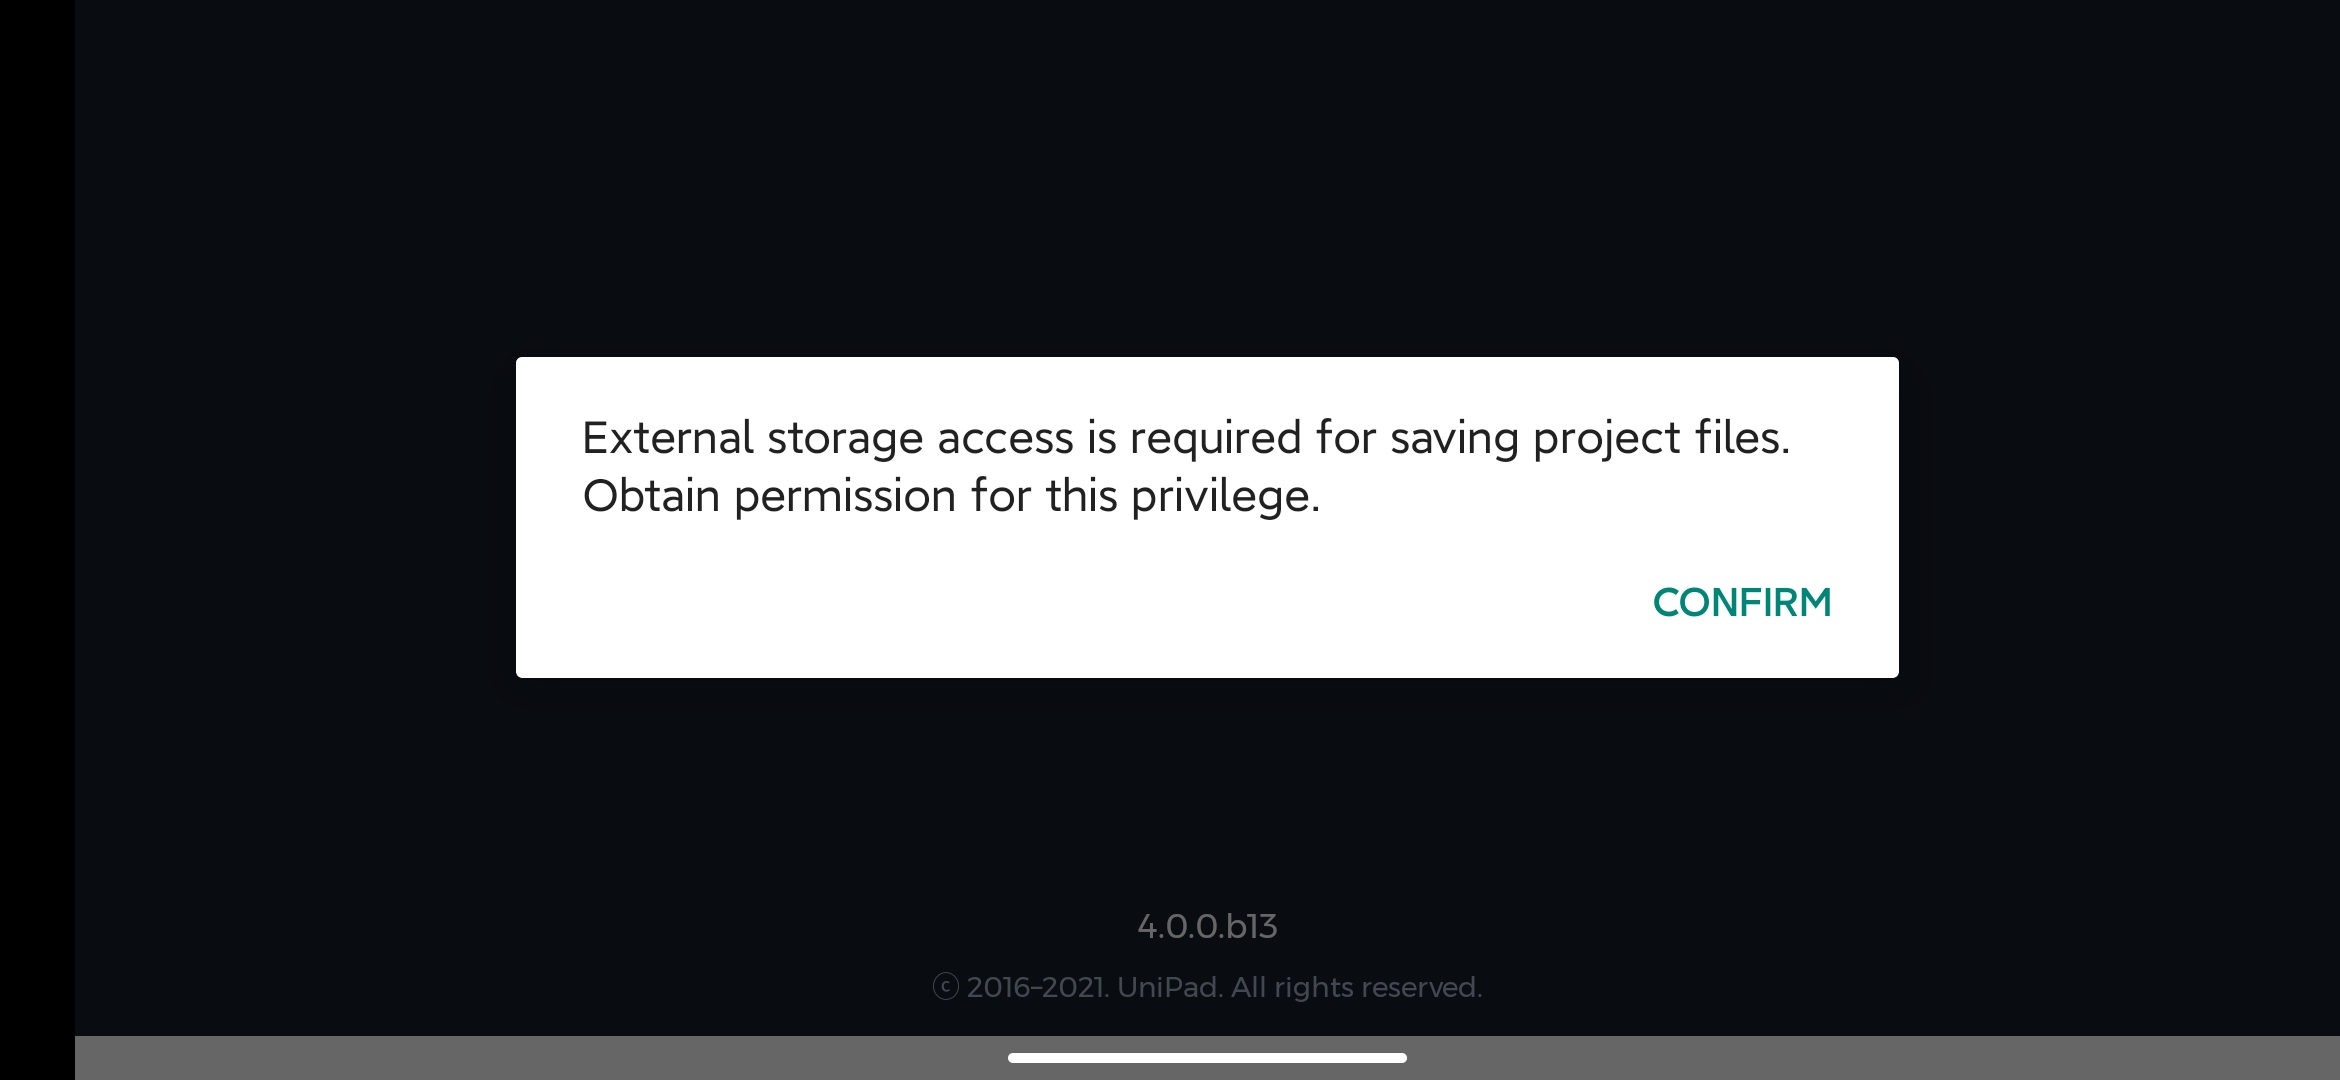 External storage access is required for saving project files.
Obtain permission for this privilege.
CONFIRM
4.0.0.b13
ⓒ 2016-2021. UniPad. All rights reserved.